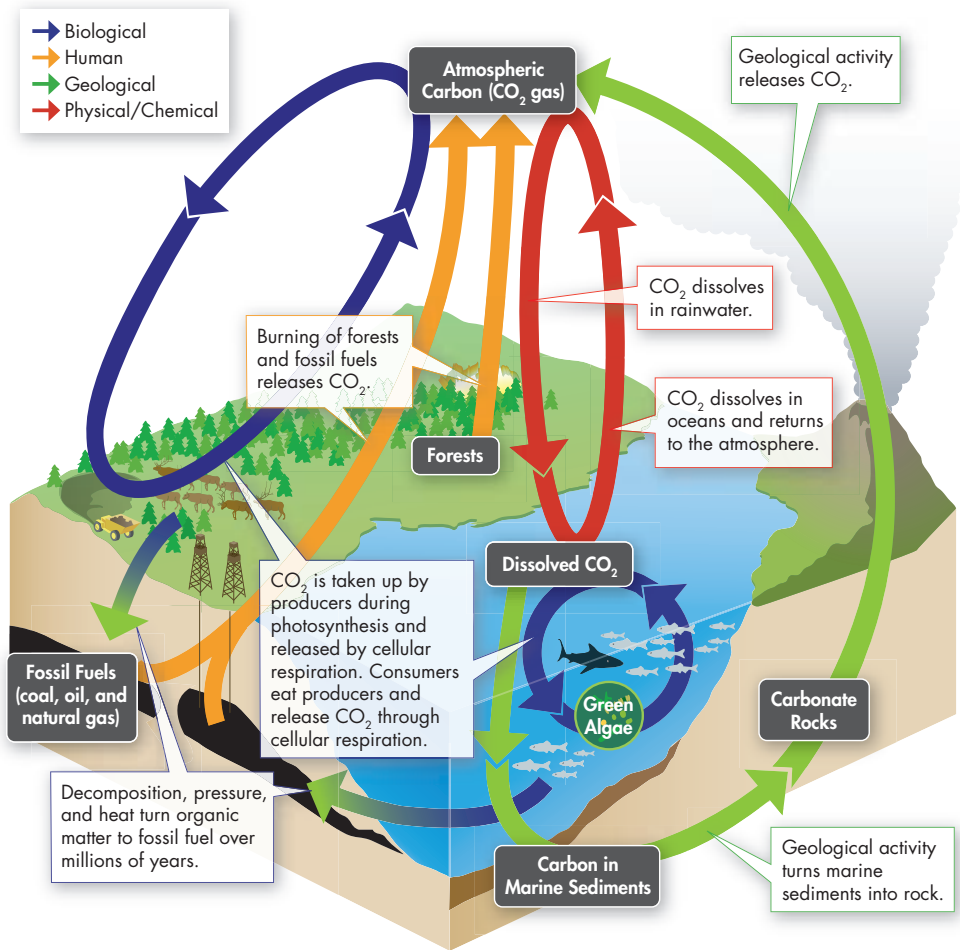 Biological
Human
Geological
Physical/Chemical
Atmospheric
Carbon (CO₂ gas)
Geological activity
releases CO₂.
CO₂ dissolves
in rainwater.
Burning of forests
and fossil fuels
releases CO₂.
CO₂ dissolves in
oceans and returns
to the atmosphere.
Forests
Dissolved CO₂
CO₂ is taken up by
producers during
photosynthesis and
released by cellular
respiration. Consumers
eat producers and
release CO₂ through
cellular respiration.
Fossil Fuels
(coal, oil, and
natural gas)
Green
Algae
Carbonate
Rocks
Decomposition, pressure,
and heat turn organic
matter to fossil fuel over
millions of years.
Carbon in
Marine Sediments
Geological activity
turns marine
sediments into rock.